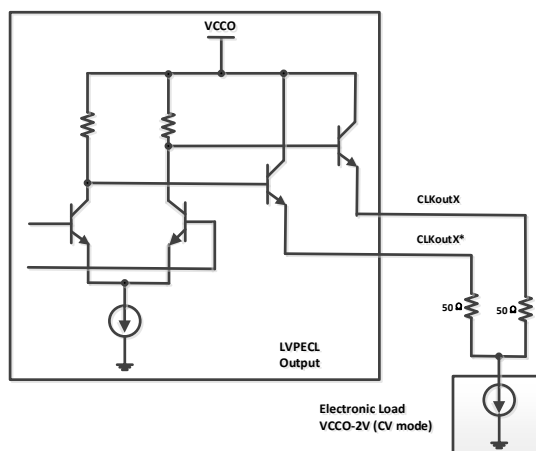 VCCO
CLKoutX
CLKoutX*
50 Ω
50 Ω
LVPECL
Output
Electronic Load
VCCO-2V (CV mode)